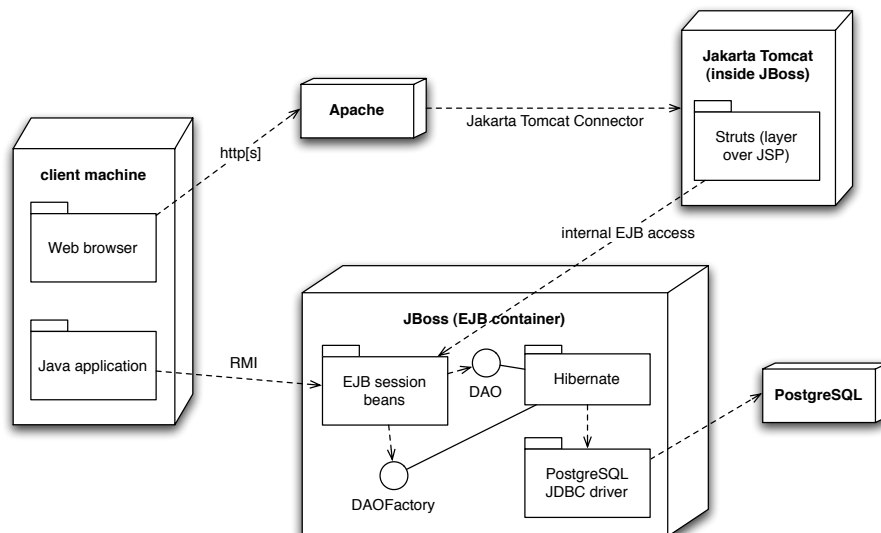 Jakarta Tomcat
(inside JBoss)
Struts (layer
over JSP)
Apache
Jakarta Tomcat Connector
http[s]
client machine
Web browser
Java application
internal EJB access
RMI
JBoss (EJB container)
EJB session
beans
DAO
Hibernate
DAOFactory
PostgreSQL
JDBC driver
PostgreSQL